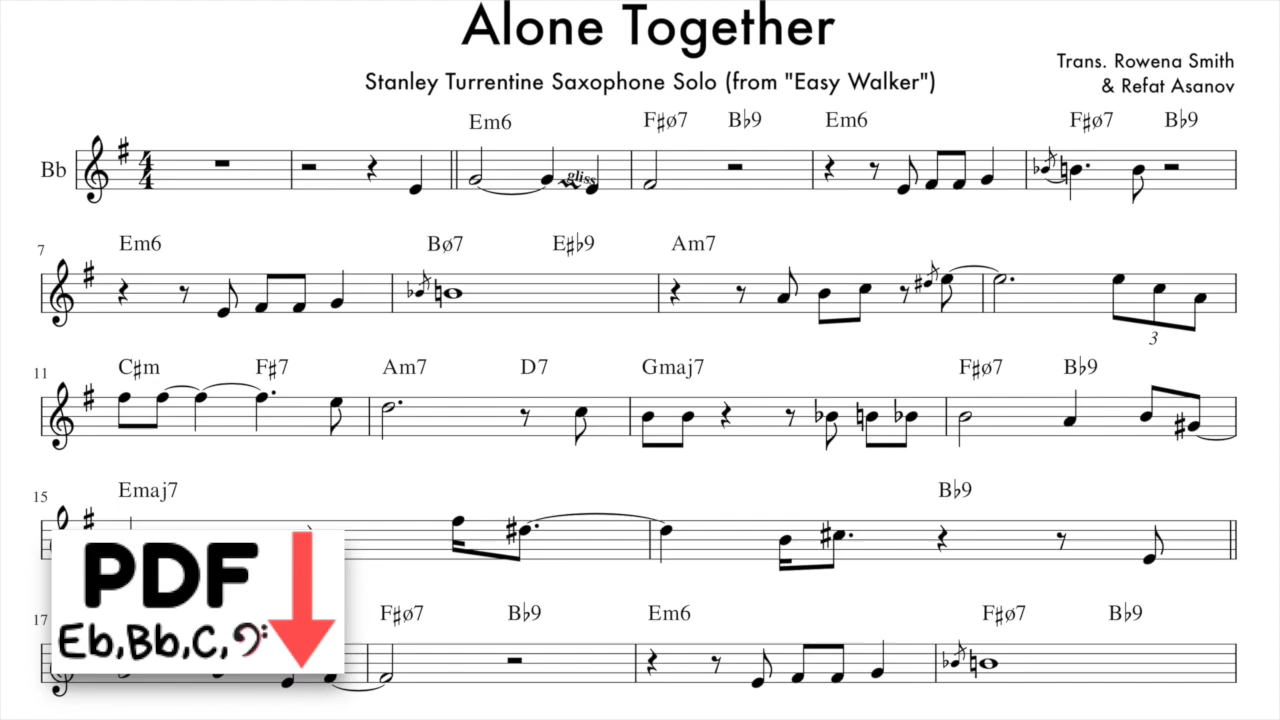 Alone Together
Stanley Turrentine Saxophone Solo (from "Easy Walker")
Trans. Rowena Smith
& Refat Asanov
Em6 F♯ø7 B♭9 Em6 F♯ø7 B♭9
Bb
gliss.
7
Em6 Bø7 E♯♭9 Am7
3
11
C♯m F♯7 Am7 D7 Gmaj7 F♯ø7 B♭9
15
Emaj7 B♭9
PDF
Eb,Bb,C,𝄢
17
F♯ø7 B♭9 Em6 F♯ø7 B♭9